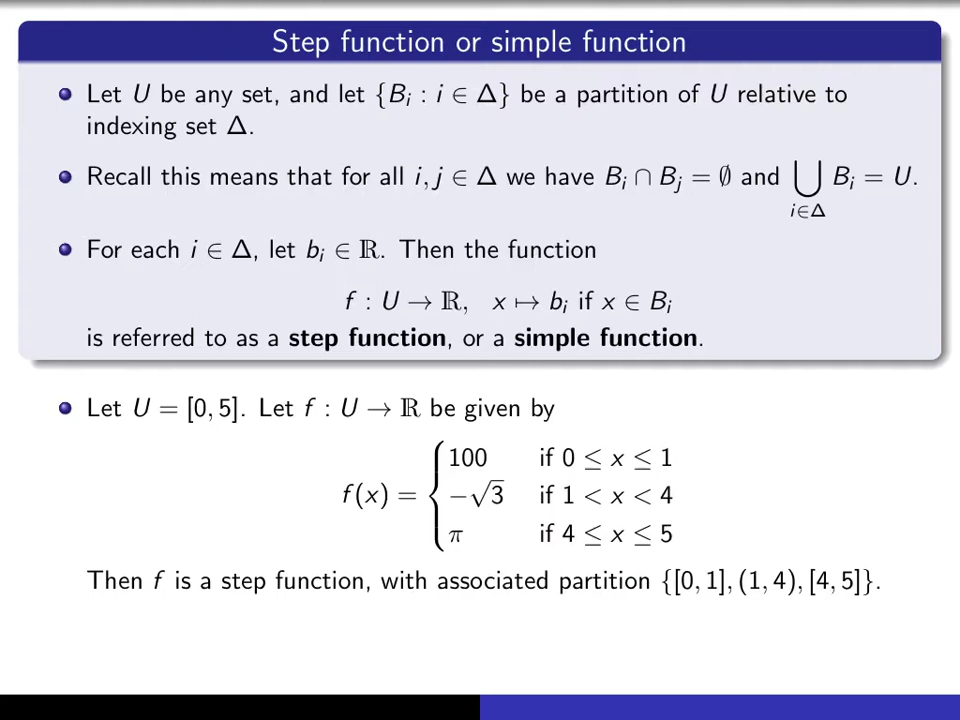 Step function or simple function
Let U be any set, and let {B_i : i ∈ Δ} be a partition of U relative to
indexing set Δ.
Recall this means that for all i, j ∈ Δ we have B_i ∩ B_j = ∅ and ⋃_{i∈Δ} B_i = U.
For each i ∈ Δ, let b_i ∈ ℝ. Then the function
f : U → ℝ, x ↦ b_i if x ∈ B_i
is referred to as a step function, or a simple function.
Let U = [0, 5]. Let f : U → ℝ be given by
f(x) = { 100 if 0 ≤ x ≤ 1
−√3 if 1 < x < 4
π if 4 ≤ x ≤ 5
Then f is a step function, with associated partition {[0, 1], (1, 4), [4, 5]}.